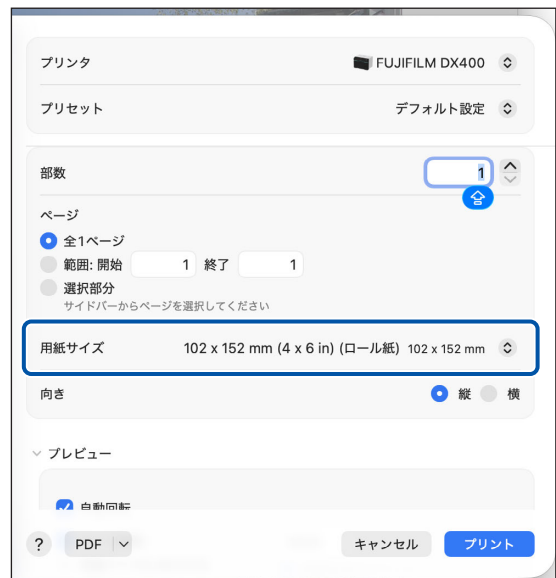 プリンタ FUJIFILM DX400
プリセット デフォルト設定
部数 1
ページ
全1ページ
範囲: 開始 1 終了 1
選択部分
サイドバーからページを選択してください
用紙サイズ 102 x 152 mm (4 x 6 in) (ロール紙) 102 x 152 mm
向き 縦 横
プレビュー
自動回転
? PDF キャンセル プリント